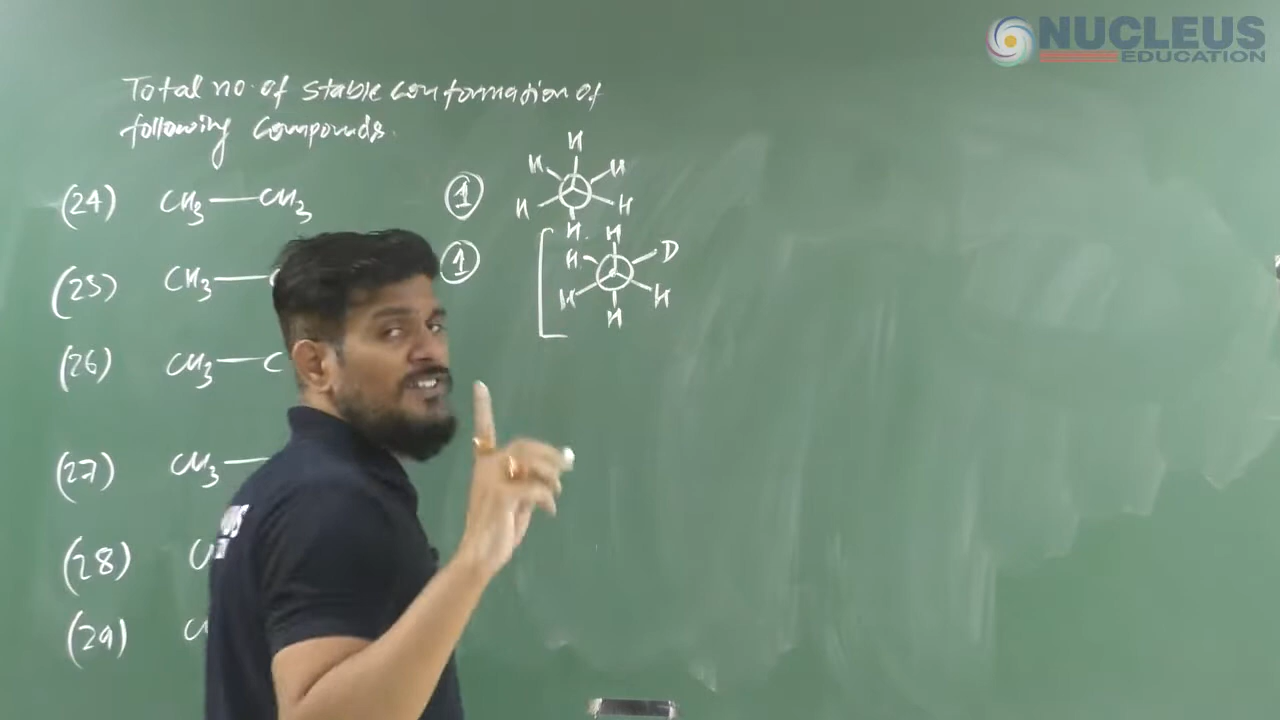 NUCLEUS
EDUCATION
Total no. of stable conformation of
following Compounds.
(24) CH3—CH3 ① H H H H H H
(25) CH3— ① H H D H H H
(26) CH3—C
(27) CH3—
(28)
(29)